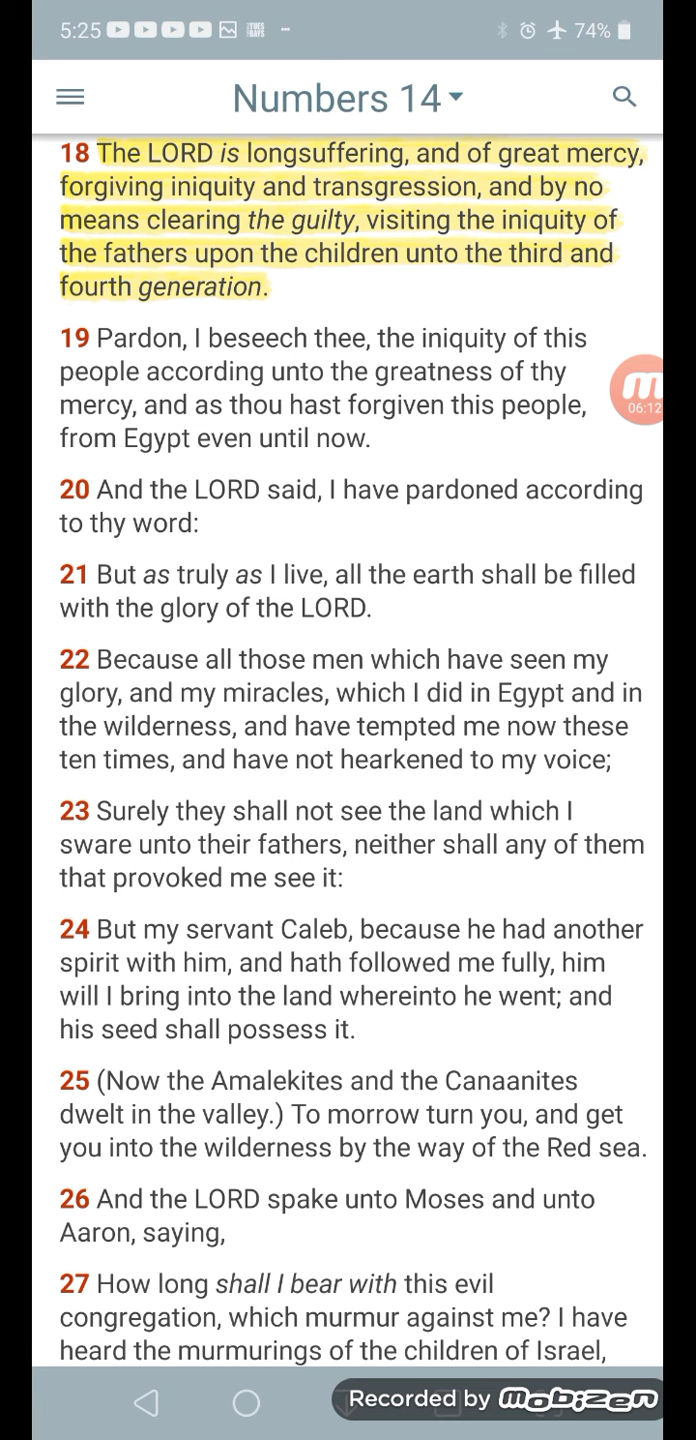 5:25 74%
Numbers 14
18 The LORD is longsuffering, and of great mercy,
forgiving iniquity and transgression, and by no
means clearing the guilty, visiting the iniquity of
the fathers upon the children unto the third and
fourth generation.
19 Pardon, I beseech thee, the iniquity of this
people according unto the greatness of thy
mercy, and as thou hast forgiven this people,
from Egypt even until now.
m
06:12
20 And the LORD said, I have pardoned according
to thy word:
21 But as truly as I live, all the earth shall be filled
with the glory of the LORD.
22 Because all those men which have seen my
glory, and my miracles, which I did in Egypt and in
the wilderness, and have tempted me now these
ten times, and have not hearkened to my voice;
23 Surely they shall not see the land which I
sware unto their fathers, neither shall any of them
that provoked me see it:
24 But my servant Caleb, because he had another
spirit with him, and hath followed me fully, him
will I bring into the land whereinto he went; and
his seed shall possess it.
25 (Now the Amalekites and the Canaanites
dwelt in the valley.) To morrow turn you, and get
you into the wilderness by the way of the Red sea.
26 And the LORD spake unto Moses and unto
Aaron, saying,
27 How long shall I bear with this evil
congregation, which murmur against me? I have
heard the murmurings of the children of Israel,
Recorded by mobizen